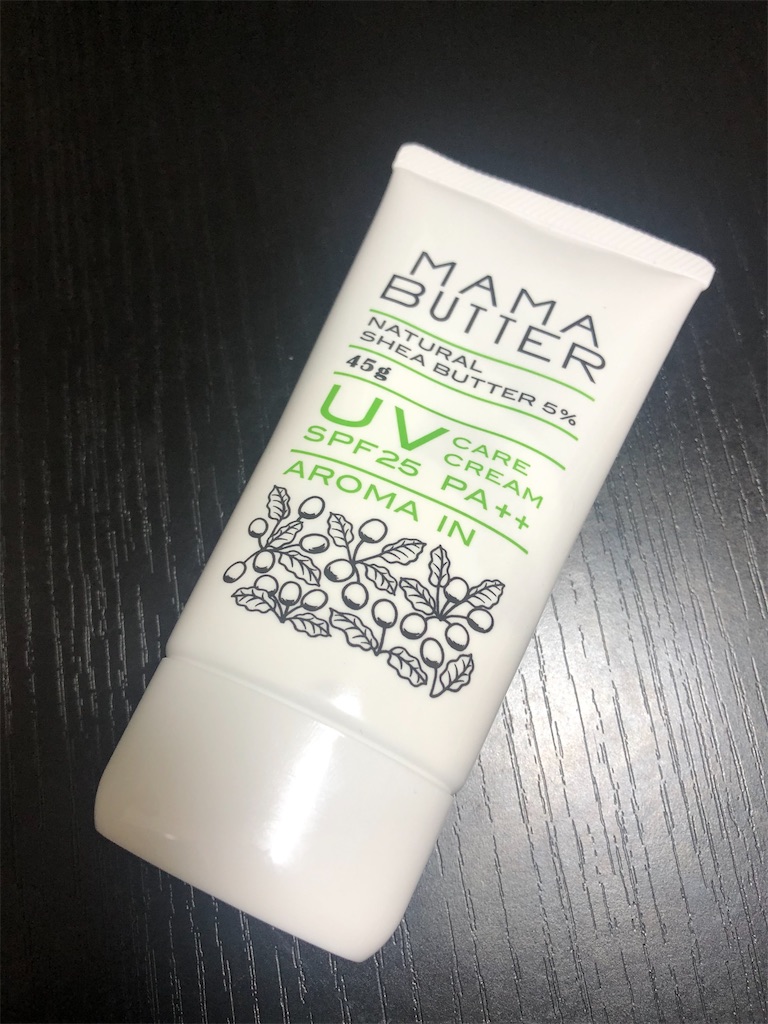 MAMA
BUTTER
NATURAL
SHEA BUTTER 5%
45g
UV CARE
CREAM
SPF25 PA++
AROMA IN